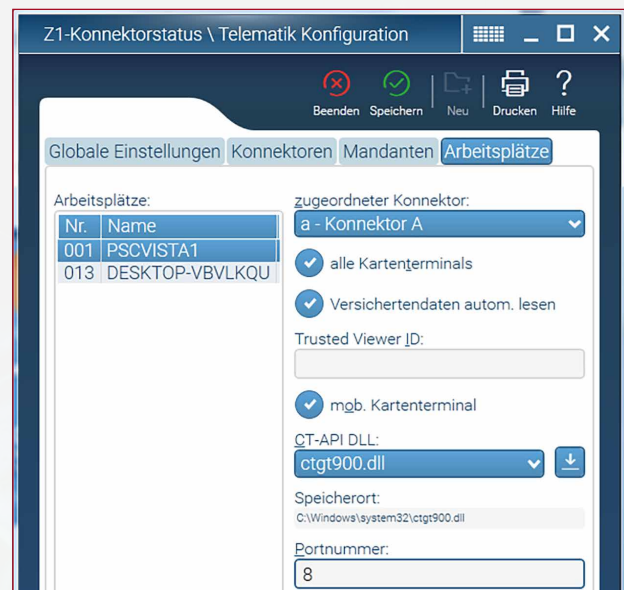 Z1-Konnektorstatus \ Telematik Konfiguration
Beenden Speichern Neu Drucken Hilfe
Globale Einstellungen Konnektoren Mandanten Arbeitsplätze
Arbeitsplätze:
Nr. Name
001 PSCVISTA1
013 DESKTOP-VBVLKQU
zugeordneter Konnektor:
a - Konnektor A
alle Kartenterminals
Versichertendaten autom. lesen
Trusted Viewer ID:
mob. Kartenterminal
CT-API DLL:
ctgt900.dll
Speicherort:
C:\Windows\system32\ctgt900.dll
Portnummer:
8